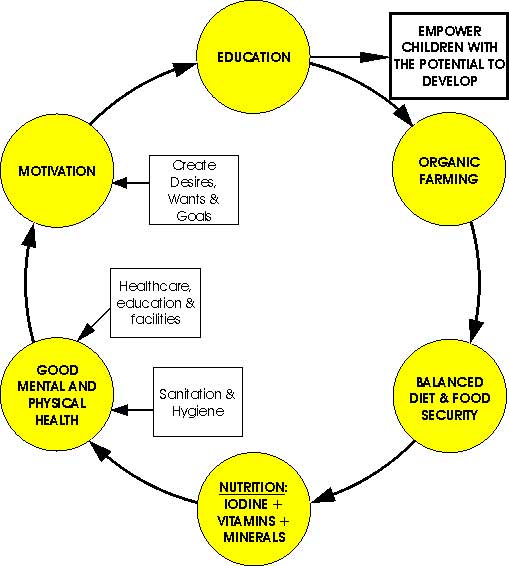 EDUCATION
EMPOWER
CHILDREN WITH
THE POTENTIAL TO
DEVELOP
ORGANIC
FARMING
BALANCED
DIET & FOOD
SECURITY
NUTRITION:
IODINE +
VITAMINS +
MINERALS
GOOD
MENTAL AND
PHYSICAL
HEALTH
Sanitation &
Hygiene
Healthcare,
education &
facilities
MOTIVATION
Create
Desires,
Wants &
Goals